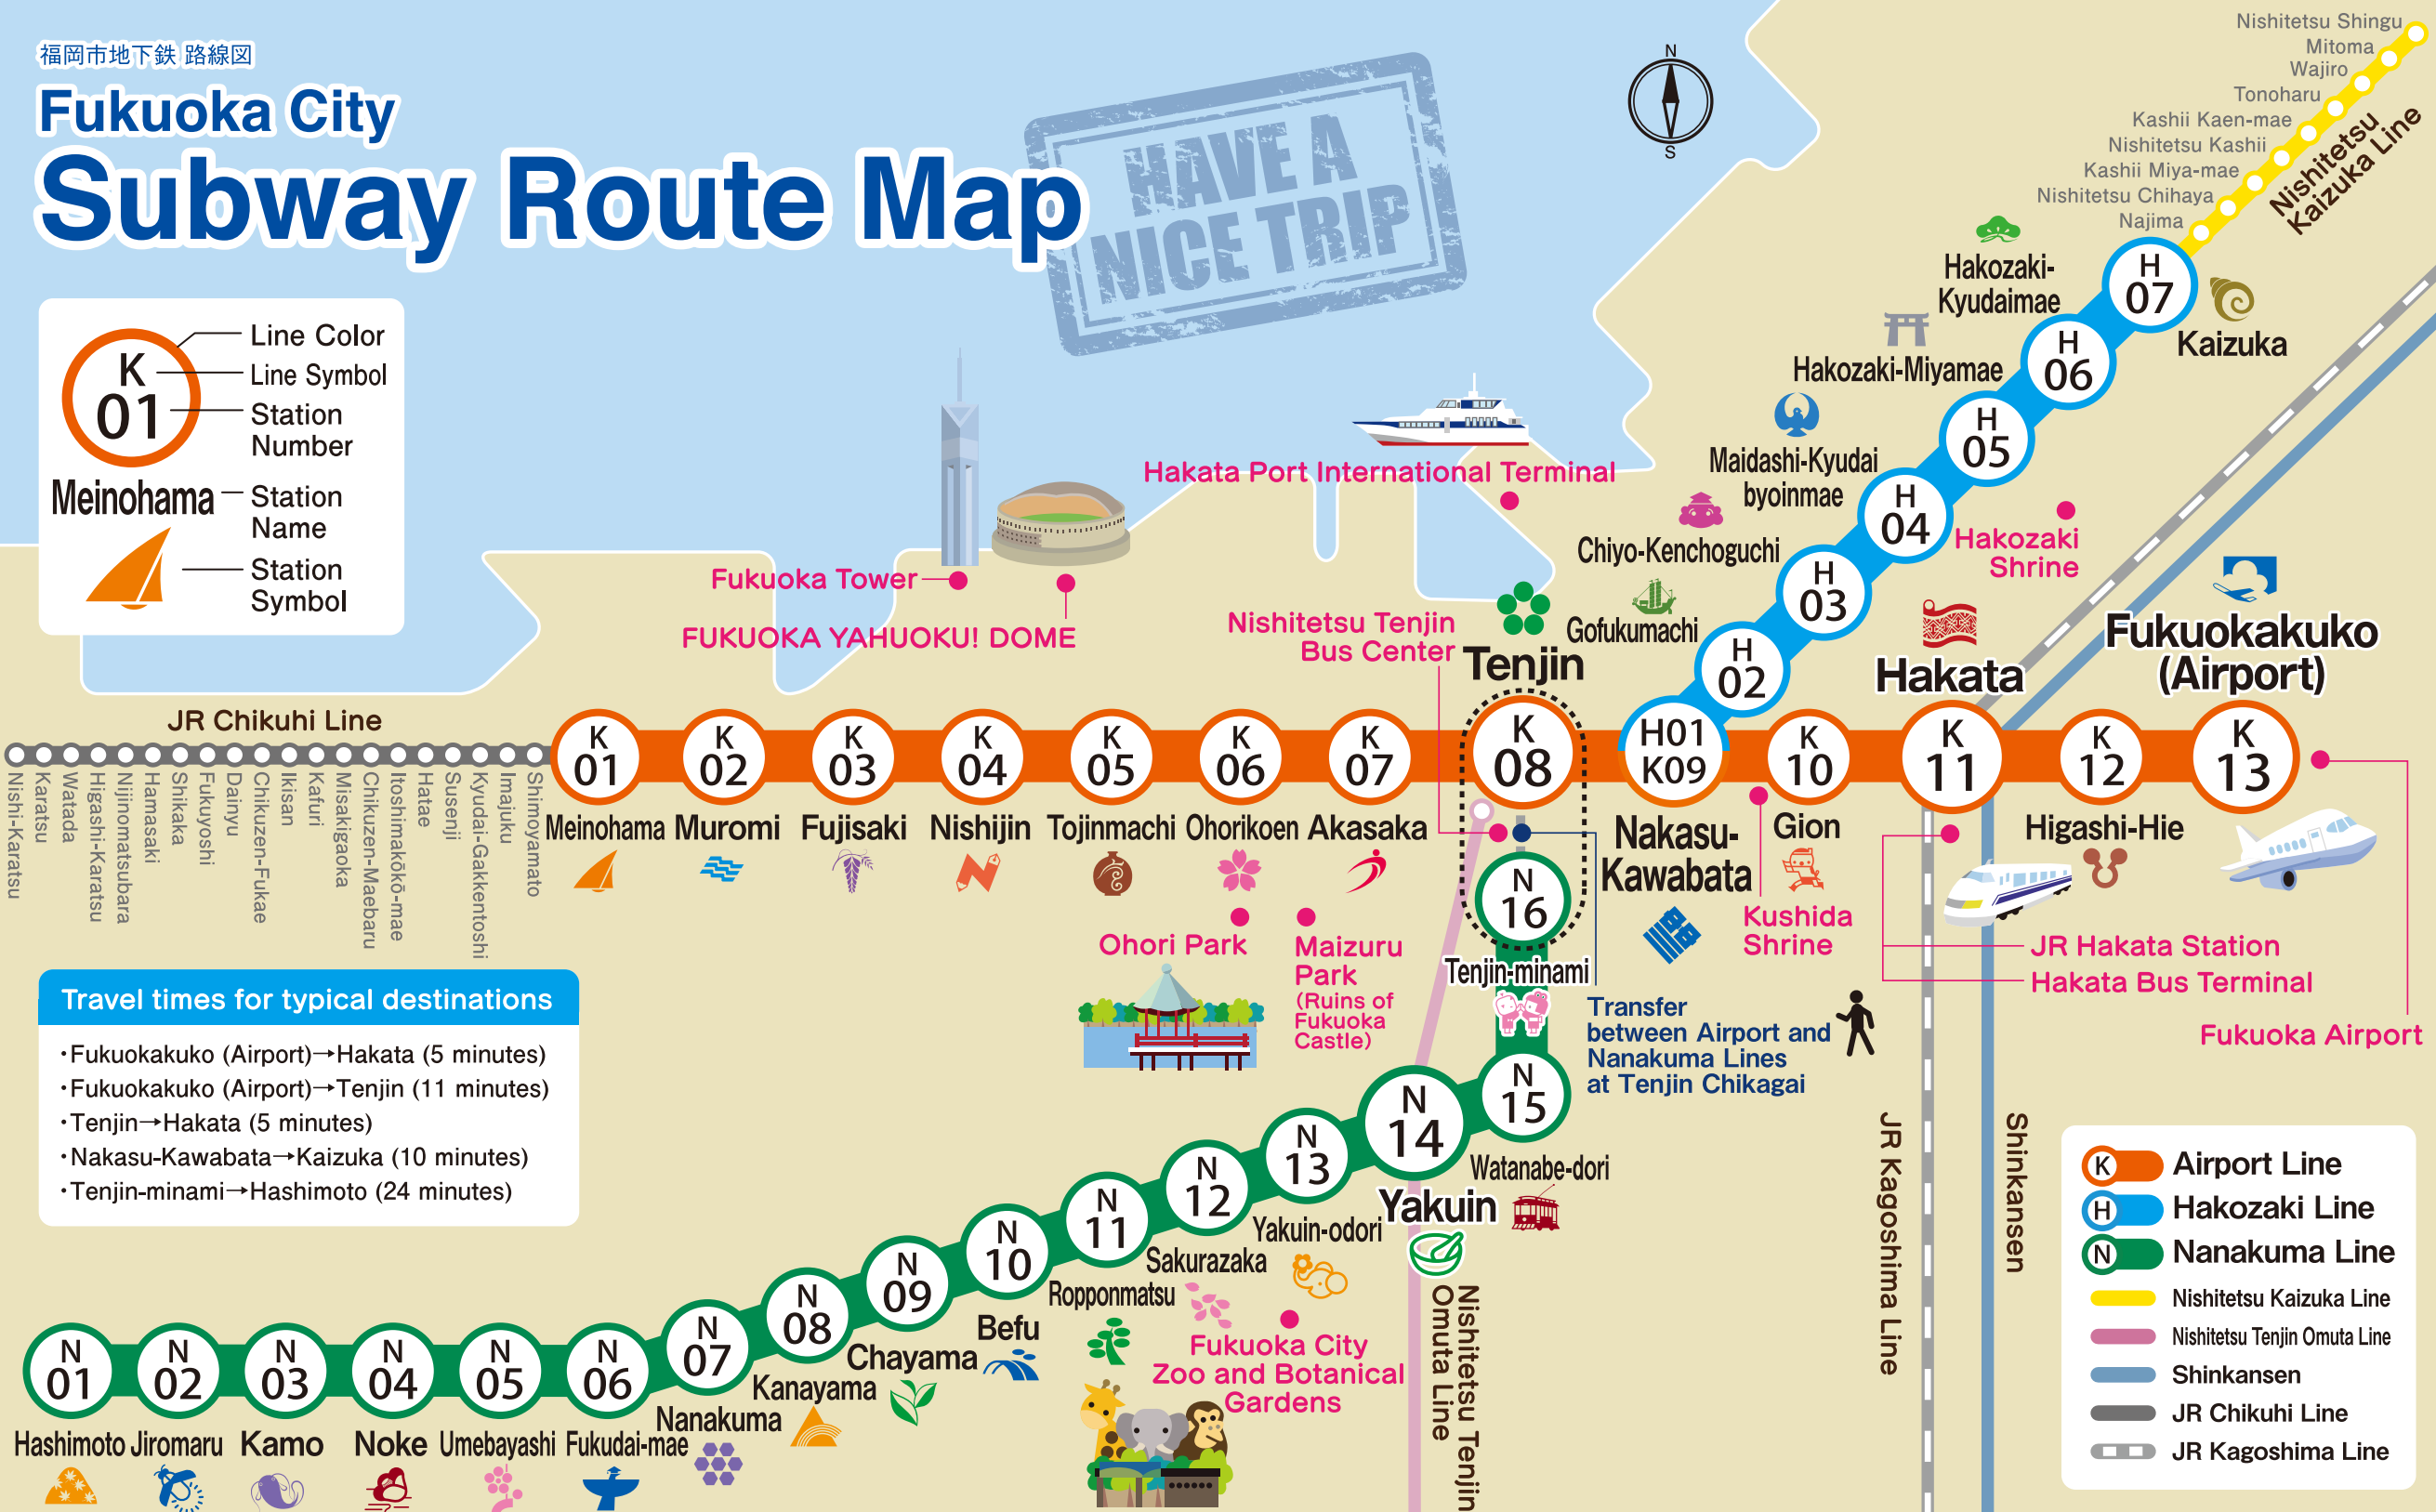 福岡市地下鉄 路線図
Fukuoka City
Subway Route Map
HAVE A
NICE TRIP
N
S
K
01
Meinohama
Line Color
Line Symbol
Station
Number
Station
Name
Station
Symbol
Nishitetsu Shingu
Mitoma
Wajiro
Tonoharu
Kashii Kaen-mae
Nishitetsu Kashii
Kashii Miya-mae
Nishitetsu Chihaya
Najima
Nishitetsu
Kaizuka Line
H
07
Kaizuka
Hakozaki-
Kyudaimae
H
06
Hakozaki-Miyamae
H
05
Maidashi-Kyudai
byoinmae
H
04
Chiyo-Kenchoguchi
H
03
Gofukumachi
H
02
Hakozaki
Shrine
Hakata Port International Terminal
Fukuoka Tower
FUKUOKA YAHUOKU! DOME
Nishitetsu Tenjin
Bus Center
Tenjin
Hakata
Fukuokakuko
(Airport)
JR Chikuhi Line
Nishi-Karatsu
Karatsu
Watada
Higashi-Karatsu
Nijinomatsubara
Hamasaki
Shikaka
Fukuyoshi
Dainyu
Chikuzen-Fukae
Ikisan
Kafuri
Misakigaoka
Chikuzen-Maebaru
Itoshimakōkō-mae
Hatae
Susenji
Kyudai-Gakkentoshi
Imajuku
Shimoyamato
K
01
Meinohama
K
02
Muromi
K
03
Fujisaki
K
04
Nishijin
K
05
Tojinmachi
K
06
Ohorikoen
K
07
Akasaka
K
08
H01
K09
Nakasu-
Kawabata
K
10
Gion
K
11
K
12
Higashi-Hie
K
13
Ohori Park
Maizuru
Park
(Ruins of
Fukuoka
Castle)
Kushida
Shrine
JR Hakata Station
Hakata Bus Terminal
Fukuoka Airport
N
16
Tenjin-minami
Transfer
between Airport and
Nanakuma Lines
at Tenjin Chikagai
Travel times for typical destinations
・Fukuokakuko (Airport)→Hakata (5 minutes)
・Fukuokakuko (Airport)→Tenjin (11 minutes)
・Tenjin→Hakata (5 minutes)
・Nakasu-Kawabata→Kaizuka (10 minutes)
・Tenjin-minami→Hashimoto (24 minutes)
N
15
Watanabe-dori
N
14
Yakuin
N
13
Yakuin-odori
N
12
Sakurazaka
N
11
Ropponmatsu
N
10
Befu
N
09
Chayama
N
08
Kanayama
N
07
Nanakuma
N
06
Fukudai-mae
N
05
Umebayashi
N
04
Noke
N
03
Kamo
N
02
Jiromaru
N
01
Hashimoto
Fukuoka City
Zoo and Botanical
Gardens
Nishitetsu Tenjin
Omuta Line
JR Kagoshima Line
Shinkansen
K
Airport Line
H
Hakozaki Line
N
Nanakuma Line
Nishitetsu Kaizuka Line
Nishitetsu Tenjin Omuta Line
Shinkansen
JR Chikuhi Line
JR Kagoshima Line